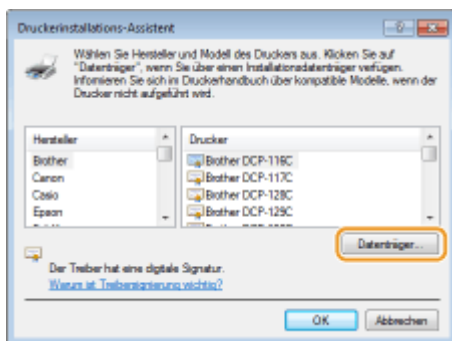 Druckerinstallations-Assistent
Wählen Sie Hersteller und Modell des Druckers aus. Klicken Sie auf
"Datenträger", wenn Sie über einen Installationsdatenträger verfügen.
Informieren Sie sich im Druckerhandbuch über kompatible Modelle, wenn der
Drucker nicht aufgeführt wird.
Hersteller
Drucker
Brother
Brother DCP-116C
Canon
Brother DCP-117C
Casio
Brother DCP-128C
Epson
Brother DCP-129C
Datenträger...
Der Treiber hat eine digitale Signatur.
Warum ist Treibersignierung wichtig?
OK
Abbrechen